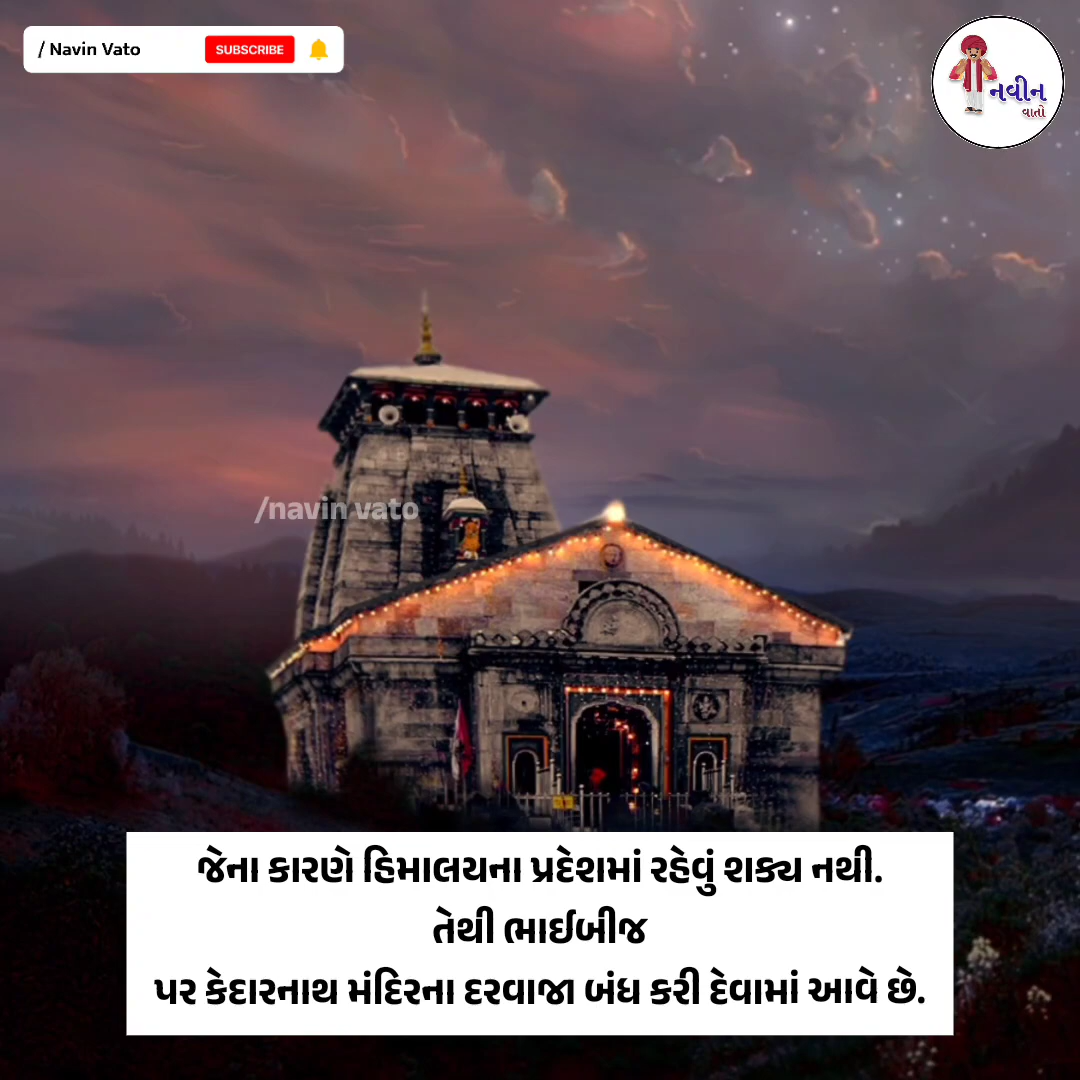 / Navin Vato
SUBSCRIBE
નવીન
વાતો
/navin vato
જેના કારણે હિમાલયના પ્રદેશમાં રહેવું શક્ય નથી.
તેથી ભાઈબીજ
પર કેદારનાથ મંદિરના દરવાજા બંધ કરી દેવામાં આવે છે.